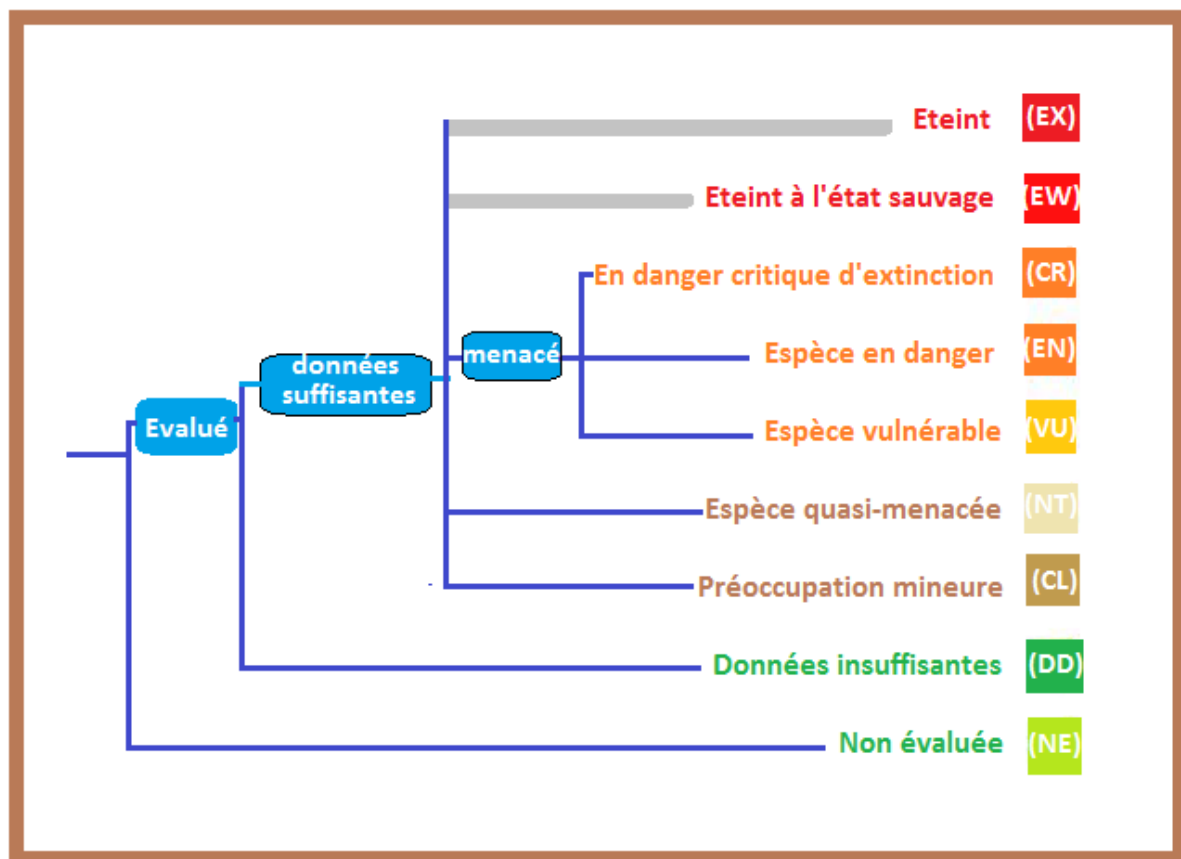 Eteint (EX)
Eteint à l'état sauvage (EW)
En danger critique d'extinction (CR)
menacé
données
suffisantes
Espèce en danger (EN)
Evalué
Espèce vulnérable (VU)
Espèce quasi-menacée (NT)
Préoccupation mineure (CL)
Données insuffisantes (DD)
Non évaluée (NE)